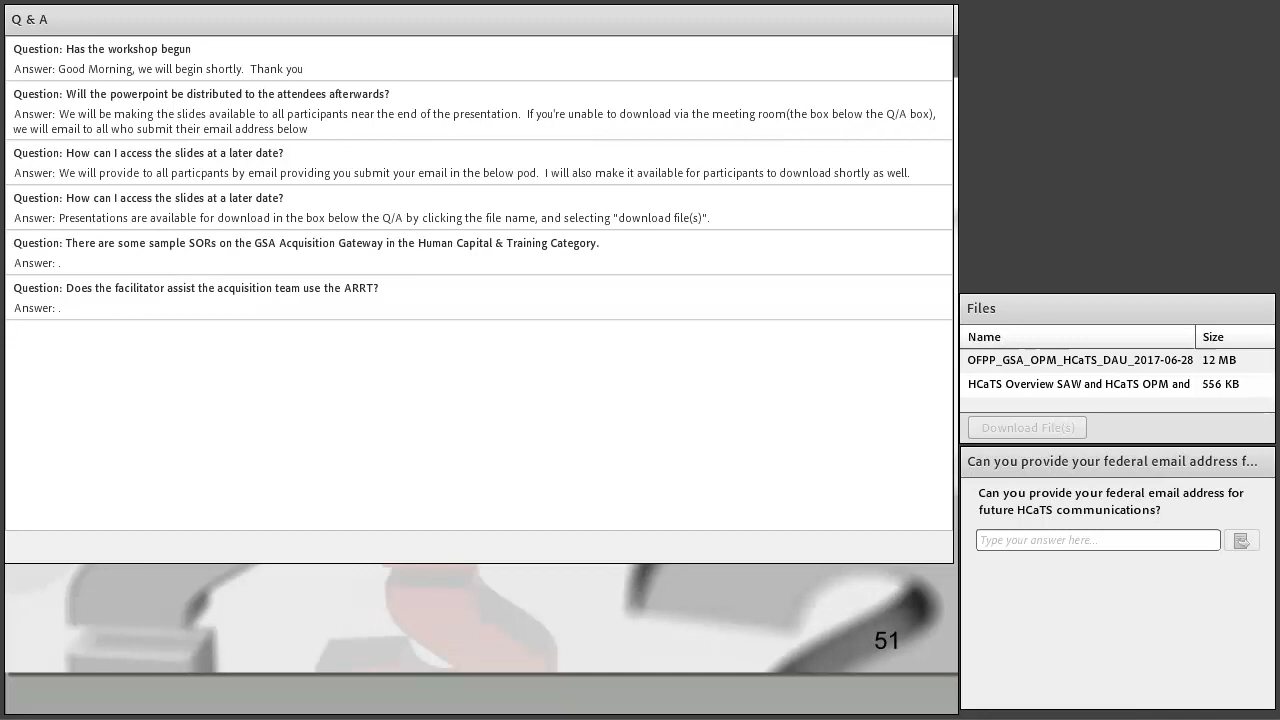 Q & A
Question: Has the workshop begun
Answer: Good Morning, we will begin shortly.  Thank you
Question: Will the powerpoint be distributed to the attendees afterwards?
Answer: We will be making the slides available to all participants near the end of the presentation.  If you're unable to download via the meeting room(the box below the Q/A box),
we will email to all who submit their email address below
Question: How can I access the slides at a later date?
Answer: We will provide to all particpants by email providing you submit your email in the below pod.  I will also make it available for participants to download shortly as well.
Question: How can I access the slides at a later date?
Answer: Presentations are available for download in the box below the Q/A by clicking the file name, and selecting "download file(s)".
Question: There are some sample SORs on the GSA Acquisition Gateway in the Human Capital & Training Category.
Answer: .
Question: Does the facilitator assist the acquisition team use the ARRT?
Answer: .
51
Files
Name Size
OFPP_GSA_OPM_HCaTS_DAU_2017-06-28 12 MB
HCaTS Overview SAW and HCaTS OPM and 556 KB
Download File(s)
Can you provide your federal email address f...
Can you provide your federal email address for
future HCaTS communications?
Type your answer here...